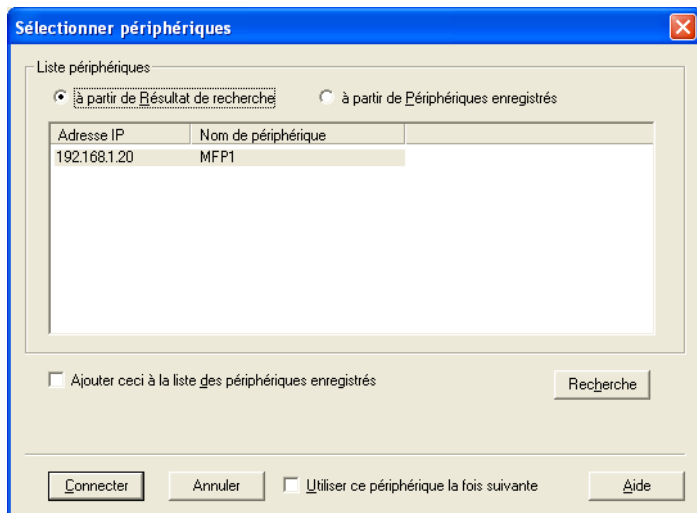 Sélectionner périphériques
Liste périphériques
à partir de Résultat de recherche à partir de Périphériques enregistrés
Adresse IP Nom de périphérique
192.168.1.20 MFP1
Ajouter ceci à la liste des périphériques enregistrés
Recherche
Connecter Annuler Utiliser ce périphérique la fois suivante Aide